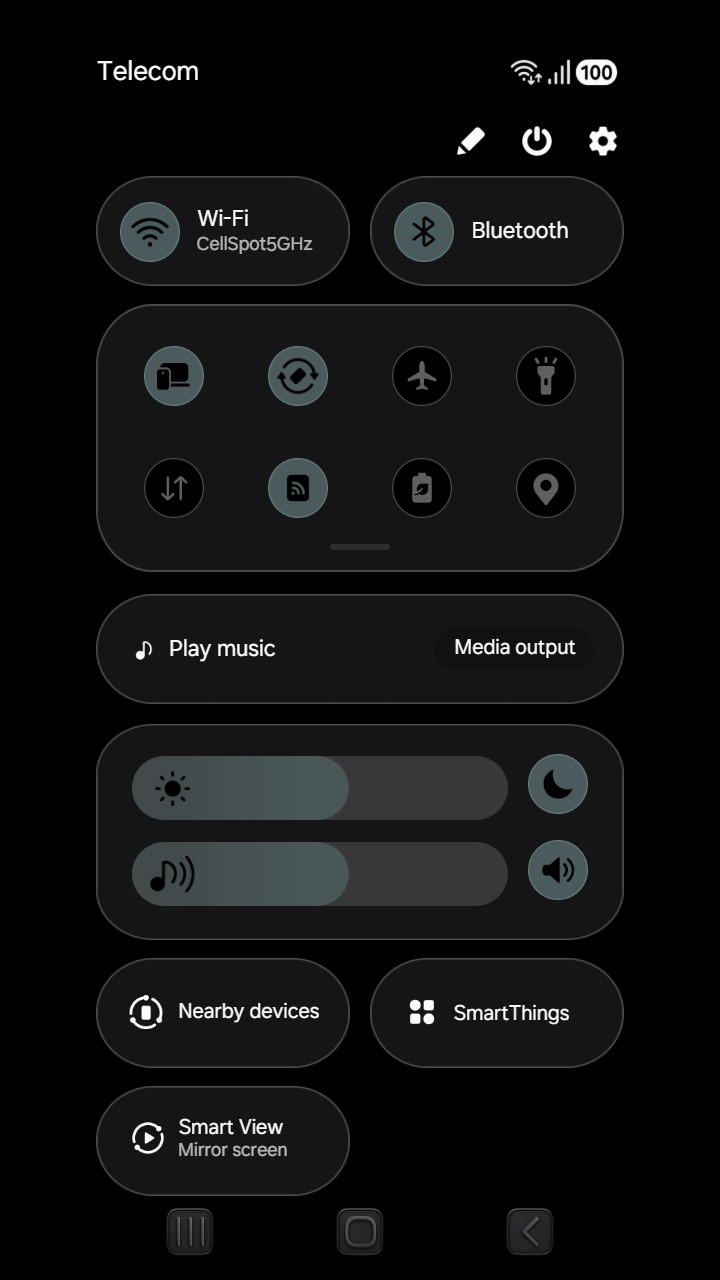 Telecom
100
Wi-Fi
CellSpot5GHz
Bluetooth
Play music
Media output
Nearby devices
SmartThings
Smart View
Mirror screen